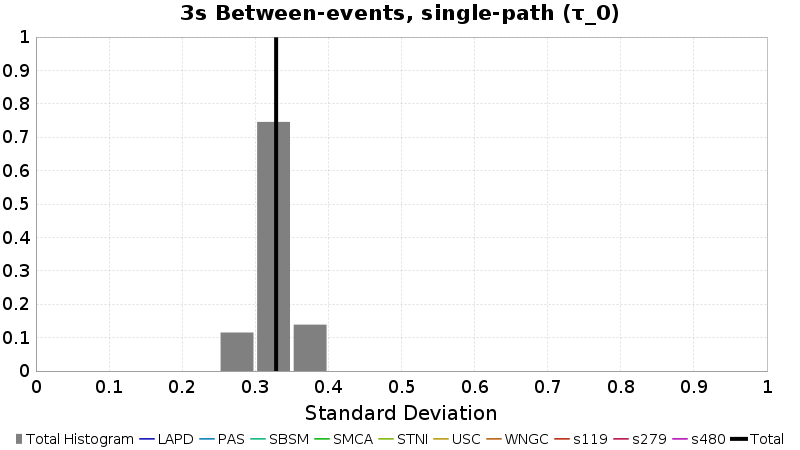 3s Between-events, single-path (τ_0)
1
0.9
0.8
0.7
0.6
0.5
0.4
0.3
0.2
0.1
0
0 0.1 0.2 0.3 0.4 0.5 0.6 0.7 0.8 0.9 1
Standard Deviation
Total Histogram LAPD PAS SBSM SMCA STNI USC WNGC s119 s279 s480 Total